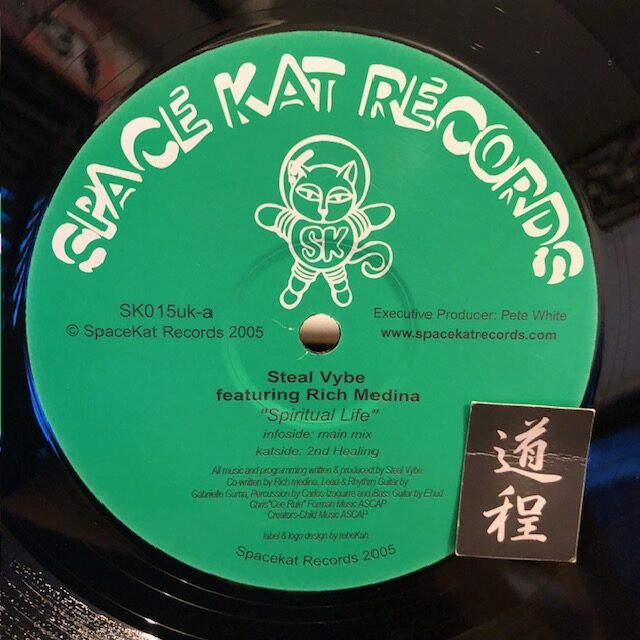 SPACE KAT RECORDS
SK
SK015uk-a
© SpaceKat Records 2005
Executive Producer: Pete White
www.spacekatrecords.com
Steal Vybe
featuring Rich Medina
"Spiritual Life"
infoside: main mix
katside: 2nd Healing
All music and programming written & produced by Steal Vybe.
Co-written by Rich medina. Lead & Rhythm Guitar by
Gabrielle Guma, Percussion by Carlos Izaguirre and Bass Guitar by Ehud.
Chris"Cee Ruki" Forman Music ASCAP
Creators-Child Music ASCAP
label & logo design by mbeKah.
Spacekat Records 2005
道程